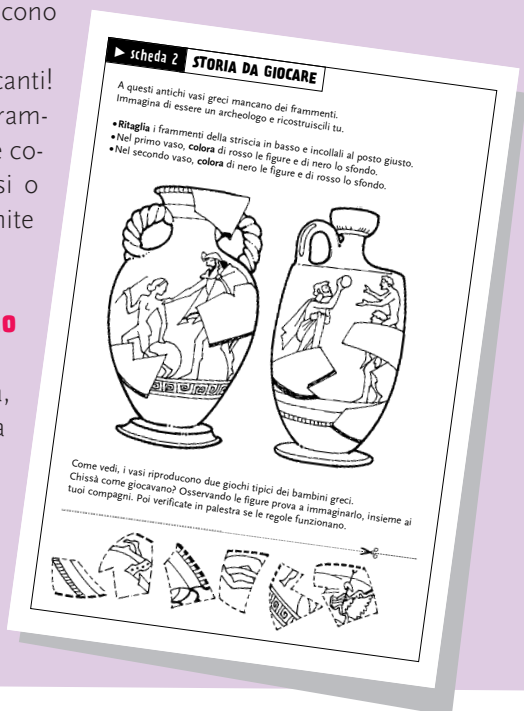 cono
canti!
ram-
e co-
si o
nite
o
,
a
▶ scheda 2 STORIA DA GIOCARE
A questi antichi vasi greci mancano dei frammenti.
Immagina di essere un archeologo e ricostruiscili tu.
•Ritaglia i frammenti della striscia in basso e incollali al posto giusto.
•Nel primo vaso, colora di rosso le figure e di nero lo sfondo.
•Nel secondo vaso, colora di nero le figure e di rosso lo sfondo.
Come vedi, i vasi riproducono due giochi tipici dei bambini greci.
Chissà come giocavano? Osservando le figure prova a immaginarlo, insieme ai
tuoi compagni. Poi verificate in palestra se le regole funzionano.